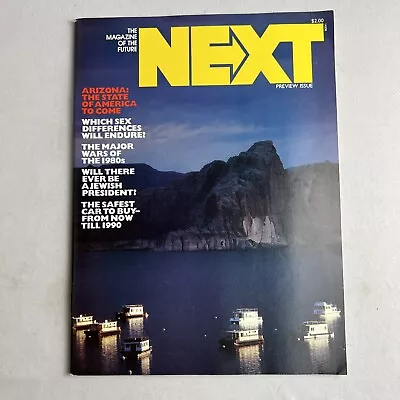 THE
MAGAZINE
OF THE
FUTURE
NEXT
$2.00
PREVIEW ISSUE
ARIZONA:
THE STATE
OF AMERICA
TO COME
WHICH SEX
DIFFERENCES
WILL ENDURE?
THE MAJOR
WARS OF
THE 1980s
WILL THERE
EVER BE
A JEWISH
PRESIDENT?
THE SAFEST
CAR TO BUY—
FROM NOW
TILL 1990